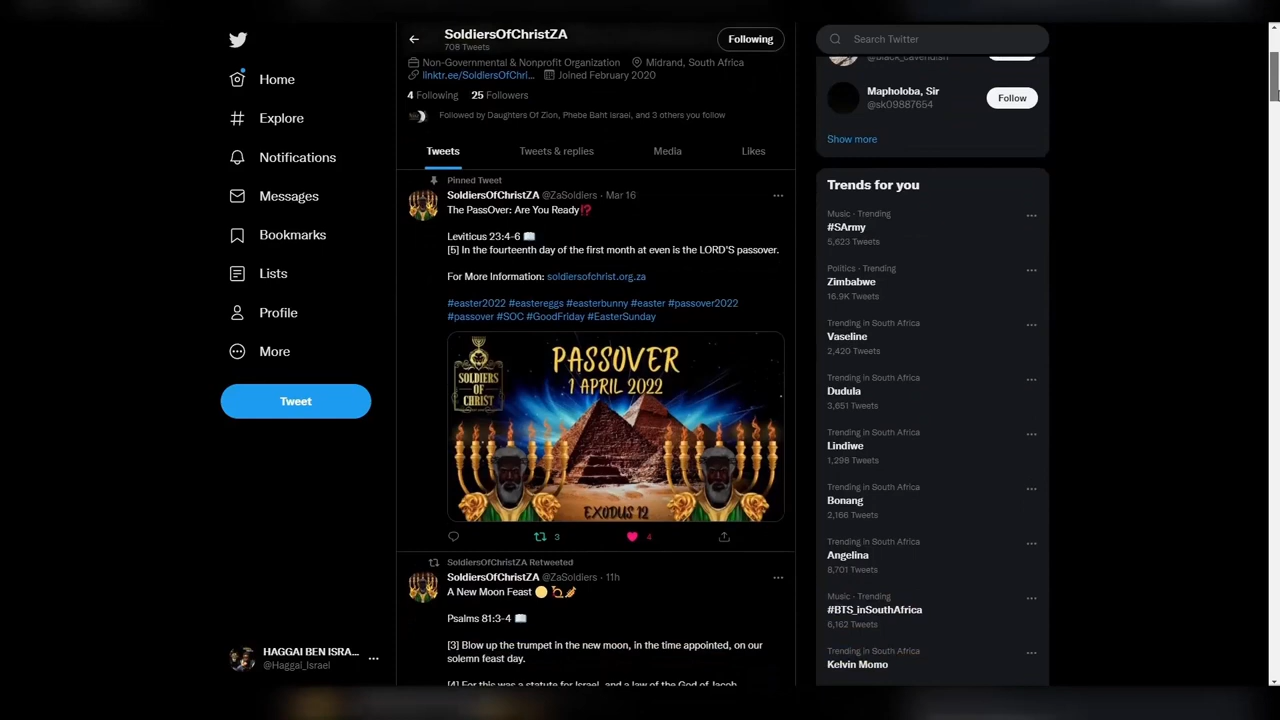 Home
Explore
Notifications
Messages
Bookmarks
Lists
Profile
More
Tweet
HAGGAI BEN ISRA...
@Haggai_Israel
SoldiersOfChristZA
708 Tweets
Following
Non-Governmental & Nonprofit Organization Midrand, South Africa
linktr.ee/SoldiersOfChri... Joined February 2020
4 Following 25 Followers
Followed by Daughters Of Zion, Phebe Baht Israel, and 3 others you follow
Tweets Tweets & replies Media Likes
Pinned Tweet
SoldiersOfChristZA @ZaSoldiers · Mar 16
The PassOver: Are You Ready⁉️
Leviticus 23:4-6
[5] In the fourteenth day of the first month at even is the LORD'S passover.
For More Information: soldiersofchrist.org.za
#easter2022 #eastereggs #easterbunny #easter #passover2022
#passover #SOC #GoodFriday #EasterSunday
PASSOVER
1 APRIL 2022
SOLDIERS
OF
CHRIST
EXODUS 12
3 4
SoldiersOfChristZA Retweeted
SoldiersOfChristZA @ZaSoldiers · 11h
A New Moon Feast
Psalms 81:3-4
[3] Blow up the trumpet in the new moon, in the time appointed, on our
solemn feast day.
[4] For this was a statute for Israel, and a law of the God of Jacob.
Search Twitter
@black_cavendish
Mapholoba, Sir
@sk09887654
Follow
Show more
Trends for you
Music · Trending
#SArmy
5,623 Tweets
Politics · Trending
Zimbabwe
16.9K Tweets
Trending in South Africa
Vaseline
2,420 Tweets
Trending in South Africa
Dudula
3,651 Tweets
Trending in South Africa
Lindiwe
1,298 Tweets
Trending in South Africa
Bonang
2,166 Tweets
Trending in South Africa
Angelina
8,701 Tweets
Music · Trending
#BTS_inSouthAfrica
6,162 Tweets
Trending in South Africa
Kelvin Momo